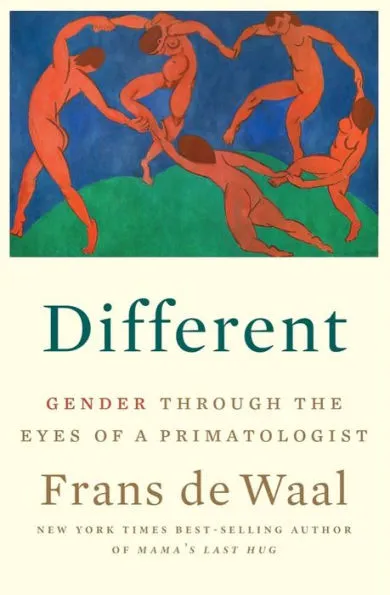 Different
GENDER THROUGH THE
EYES OF A PRIMATOLOGIST
Frans de Waal
NEW YORK TIMES BEST-SELLING AUTHOR
OF MAMA'S LAST HUG